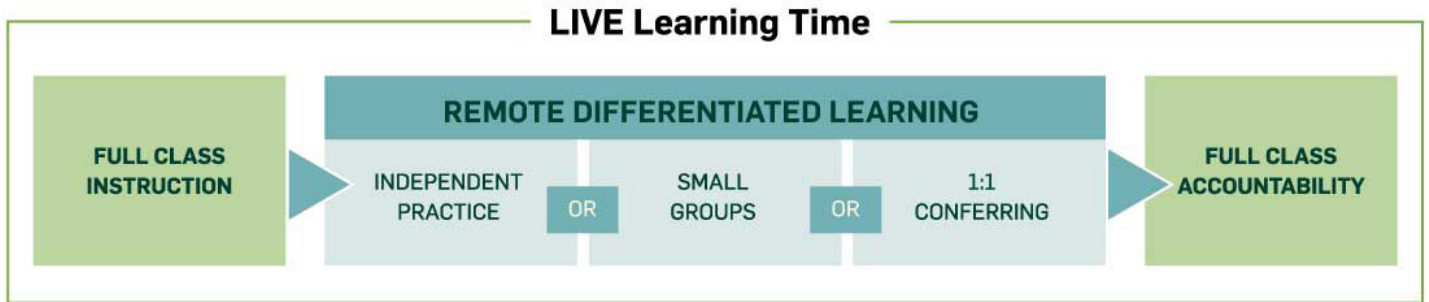 LIVE Learning Time
FULL CLASS
INSTRUCTION
REMOTE DIFFERENTIATED LEARNING
INDEPENDENT
PRACTICE
OR
SMALL
GROUPS
OR
1:1
CONFERRING
FULL CLASS
ACCOUNTABILITY